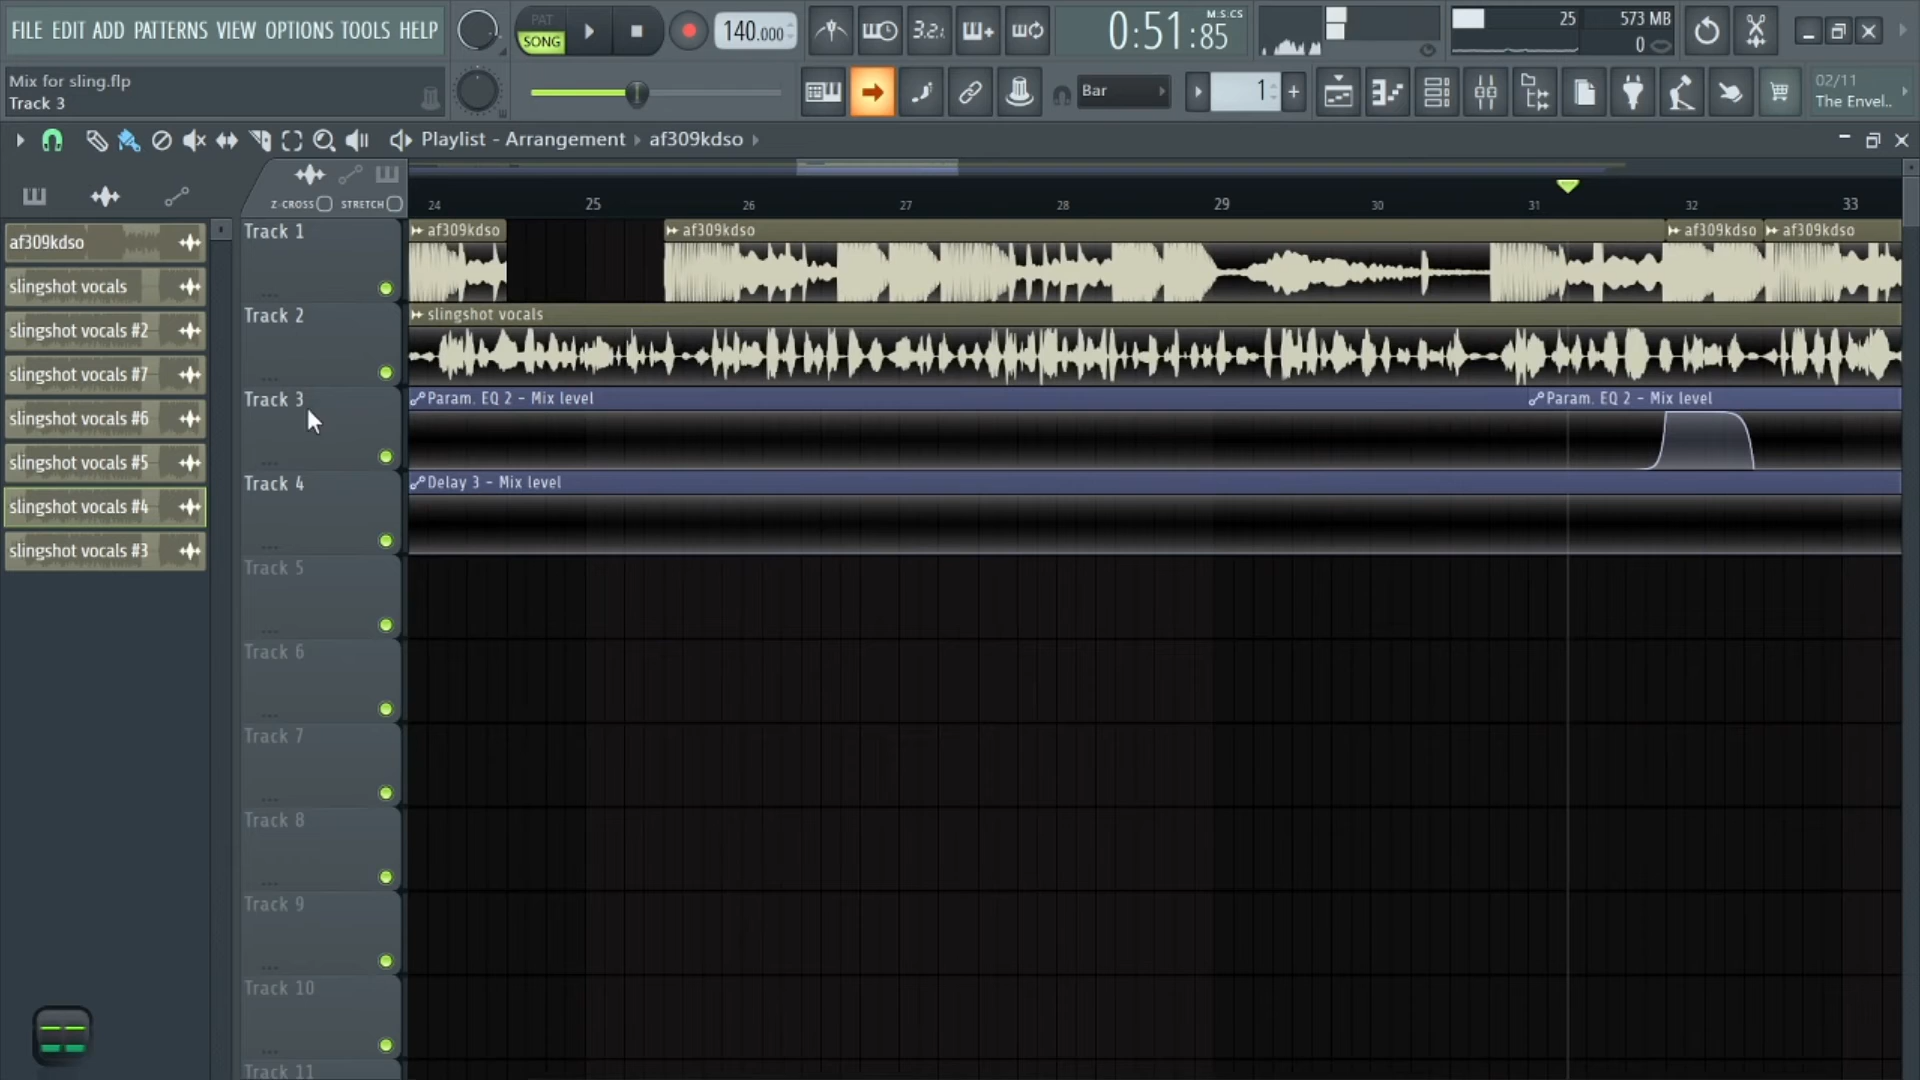 FILE EDIT ADD PATTERNS VIEW OPTIONS TOOLS HELP
PAT
SONG
140.000
3.2.1
M:S:CS
0:51:85
25
573 MB
0
Mix for sling.flp
Track 3
Bar
1
02/11
The Envel..
Playlist - Arrangement › af309kdso ›
Z-CROSS
STRETCH
24 25 26 27 28 29 30 31 32 33
af309kdso
slingshot vocals
slingshot vocals #2
slingshot vocals #7
slingshot vocals #6
slingshot vocals #5
slingshot vocals #4
slingshot vocals #3
Track 1
af309kdso
af309kdso
af309kdso
af309kdso
Track 2
slingshot vocals
Track 3
Param. EQ 2 - Mix level
Param. EQ 2 - Mix level
Track 4
Delay 3 - Mix level
Track 5
Track 6
Track 7
Track 8
Track 9
Track 10
Track 11